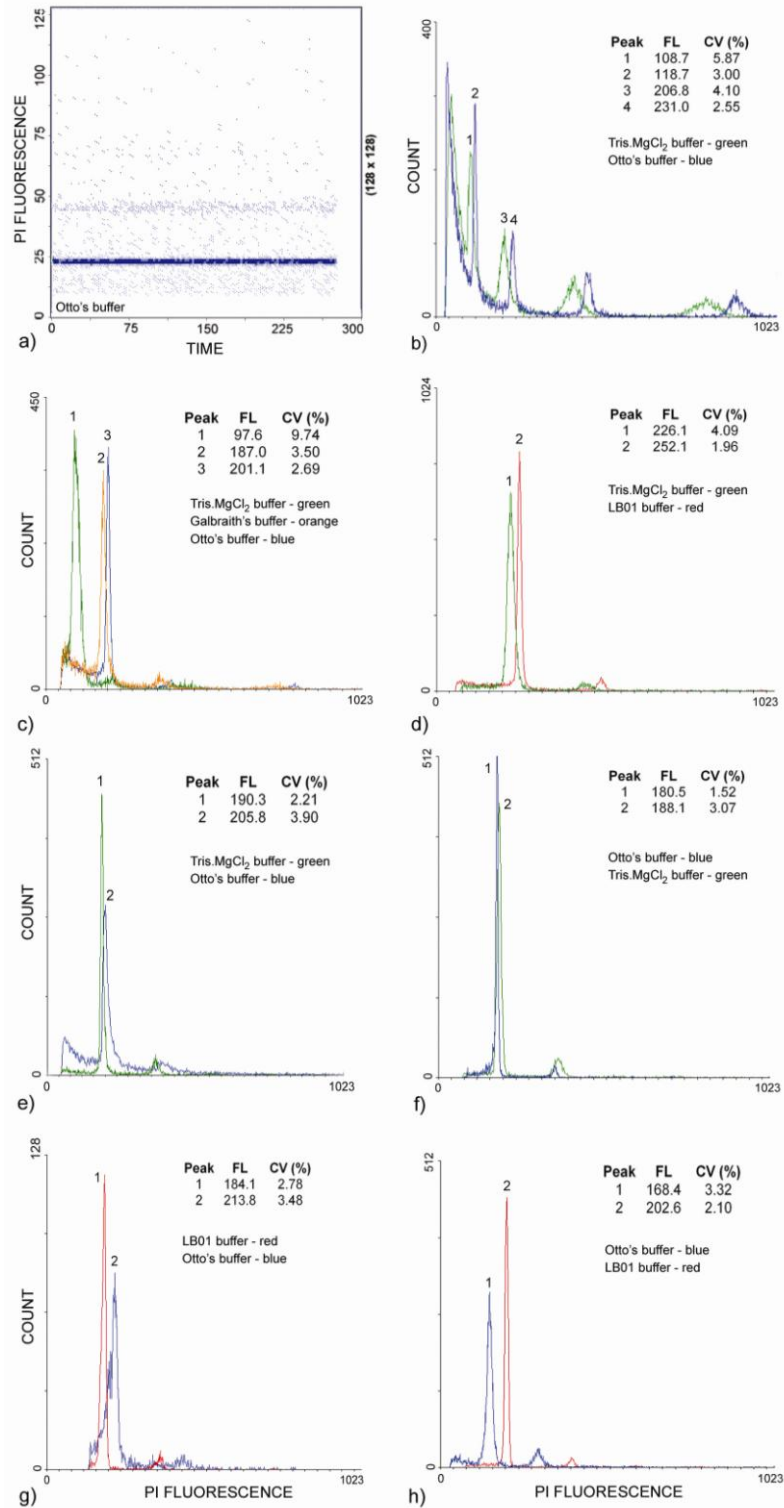 125
100
75
50
25
0
PI FLUORESCENCE
Otto's buffer
0 75 150 225 300
TIME
(128 x 128)
a)
400
COUNT
0
1
2
3 4
Peak FL CV (%)
1 108.7 5.87
2 118.7 3.00
3 206.8 4.10
4 231.0 2.55
Tris.MgCl₂ buffer - green
Otto's buffer - blue
0 1023
b)
450
COUNT
0
1
2
3
Peak FL CV (%)
1 97.6 9.74
2 187.0 3.50
3 201.1 2.69
Tris.MgCl₂ buffer - green
Galbraith's buffer - orange
Otto's buffer - blue
0 1023
c)
1024
0
1
2
Peak FL CV (%)
1 226.1 4.09
2 252.1 1.96
Tris.MgCl₂ buffer - green
LB01 buffer - red
0 1023
d)
512
COUNT
0
1
2
Peak FL CV (%)
1 190.3 2.21
2 205.8 3.90
Tris.MgCl₂ buffer - green
Otto's buffer - blue
0 1023
e)
512
0
1
2
Peak FL CV (%)
1 180.5 1.52
2 188.1 3.07
Otto's buffer - blue
Tris.MgCl₂ buffer - green
0 1023
f)
128
COUNT
0
1
2
Peak FL CV (%)
1 184.1 2.78
2 213.8 3.48
LB01 buffer - red
Otto's buffer - blue
0 1023
PI FLUORESCENCE
g)
512
0
1
2
Peak FL CV (%)
1 168.4 3.32
2 202.6 2.10
Otto's buffer - blue
LB01 buffer - red
0 1023
PI FLUORESCENCE
h)